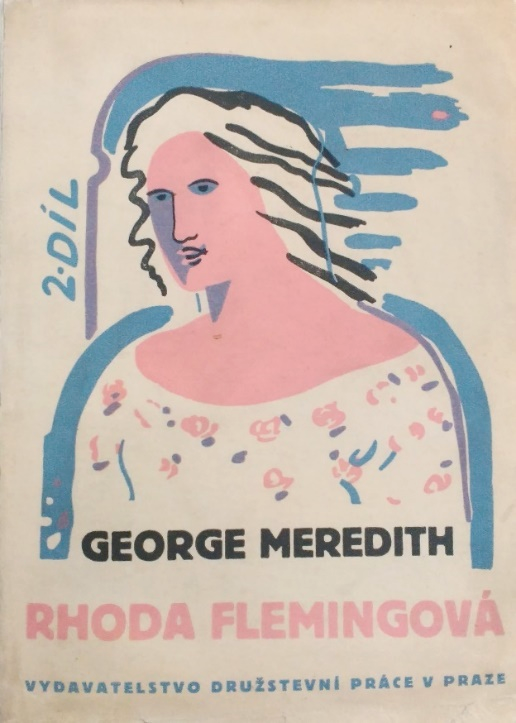 2. DÍL
GEORGE MEREDITH
RHODA FLEMINGOVÁ
VYDAVATELSTVO DRUŽSTEVNÍ PRÁCE V PRAZE